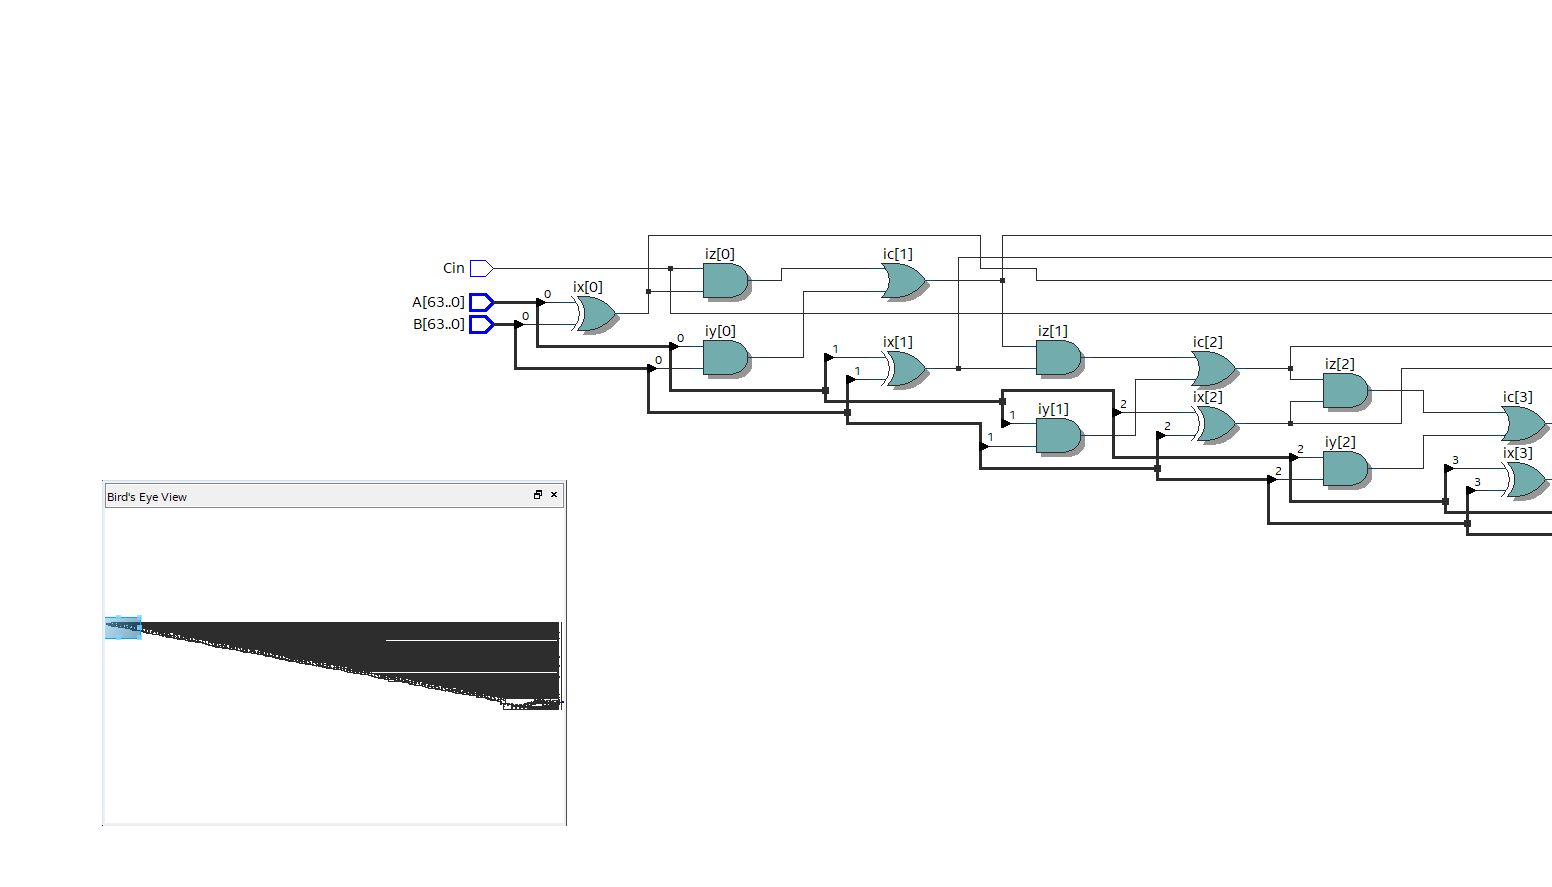 iz[0]
ic[1]
Cin
ix[0]
0
A[63..0]
0
B[63..0]
iy[0]
0
iz[1]
0
ix[1]
1
ic[2]
1
iz[2]
ix[2]
2
ic[3]
iy[1]
1
2
1
iy[2]
2
ix[3]
3
2
3
Bird's Eye View